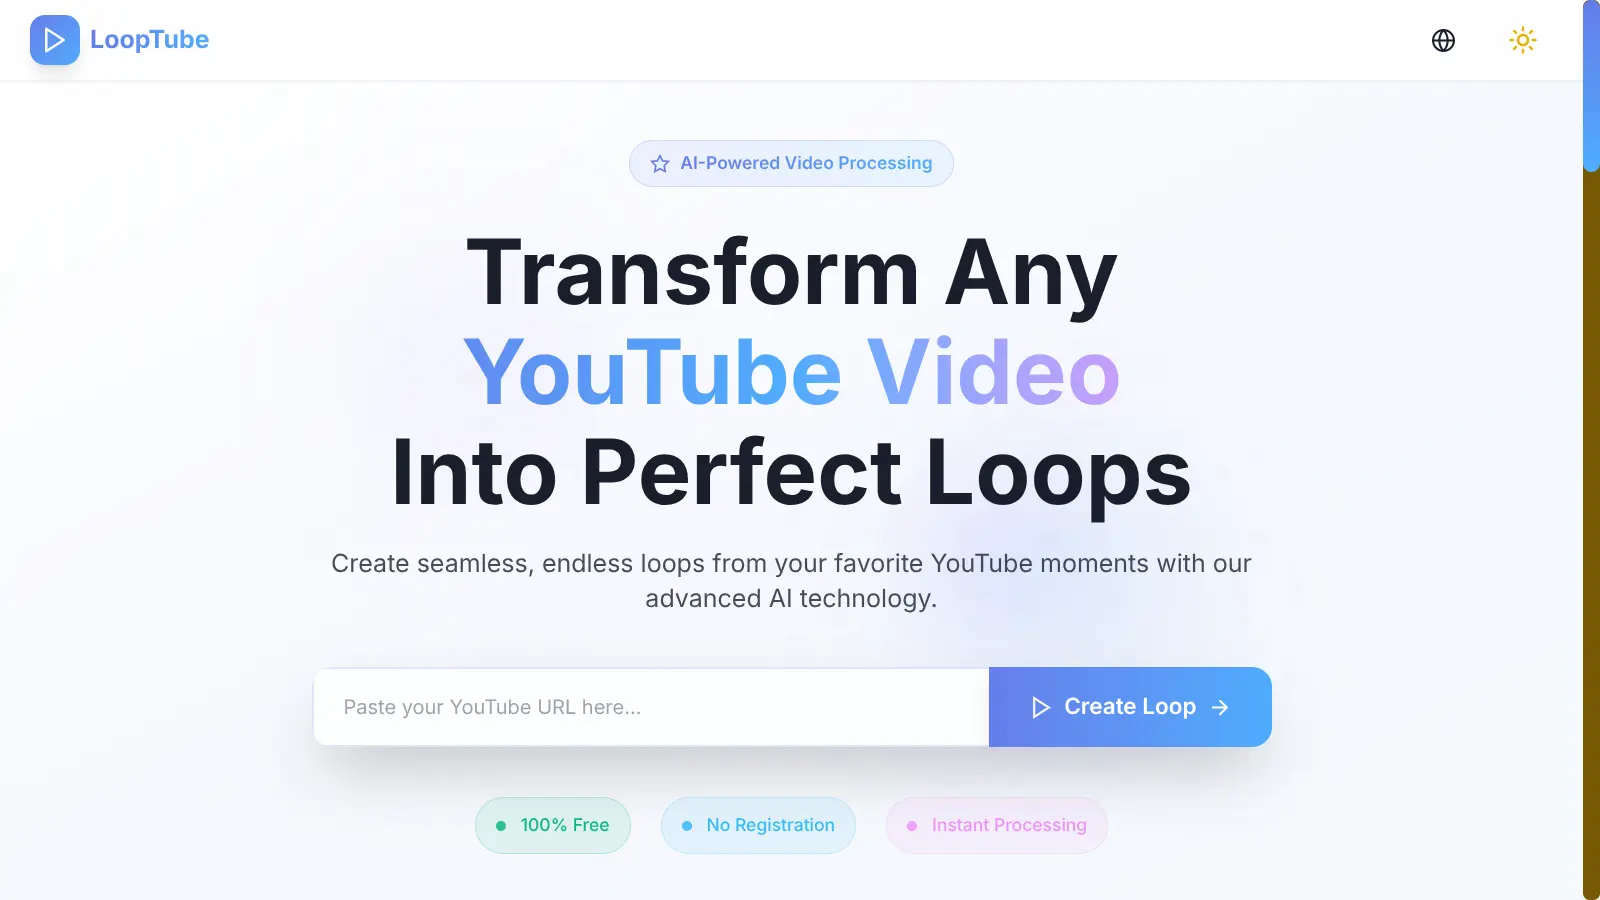 LoopTube
AI-Powered Video Processing
Transform Any
YouTube Video
Into Perfect Loops
Create seamless, endless loops from your favorite YouTube moments with our
advanced AI technology.
Paste your YouTube URL here...
Create Loop
100% Free
No Registration
Instant Processing